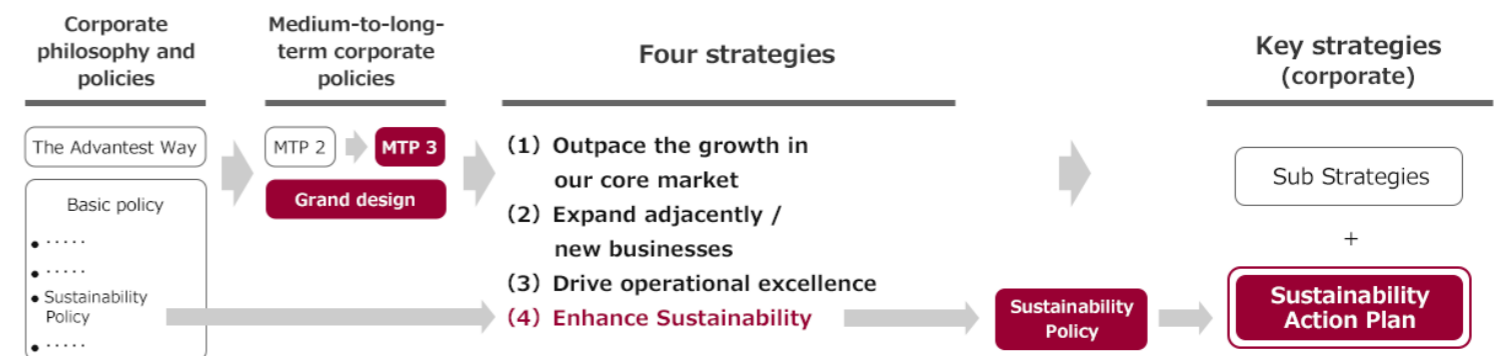 Corporate
philosophy and
policies
Medium-to-long-
term corporate
policies
Four strategies
Key strategies
(corporate)
The Advantest Way
Basic policy
• ·····
• ·····
• Sustainability
Policy
• ·····
MTP 2
MTP 3
Grand design
(1) Outpace the growth in
our core market
(2) Expand adjacently /
new businesses
(3) Drive operational excellence
(4) Enhance Sustainability
Sustainability
Policy
Sub Strategies
+
Sustainability
Action Plan